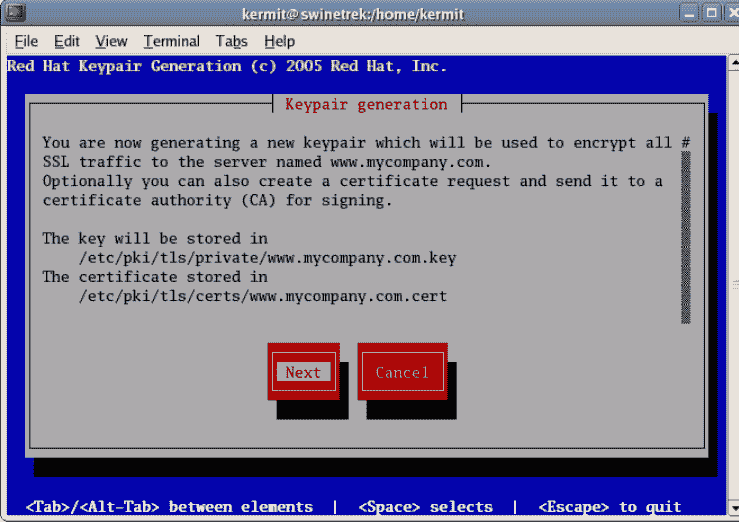 kermit@swinetrek:/home/kermit
File Edit View Terminal Tabs Help
Red Hat Keypair Generation (c) 2005 Red Hat, Inc.
Keypair generation
You are now generating a new keypair which will be used to encrypt all #
SSL traffic to the server named www.mycompany.com.
Optionally you can also create a certificate request and send it to a
certificate authority (CA) for signing.
The key will be stored in
/etc/pki/tls/private/www.mycompany.com.key
The certificate stored in
/etc/pki/tls/certs/www.mycompany.com.cert
Next Cancel
<Tab>/<Alt-Tab> between elements | <Space> selects | <Escape> to quit